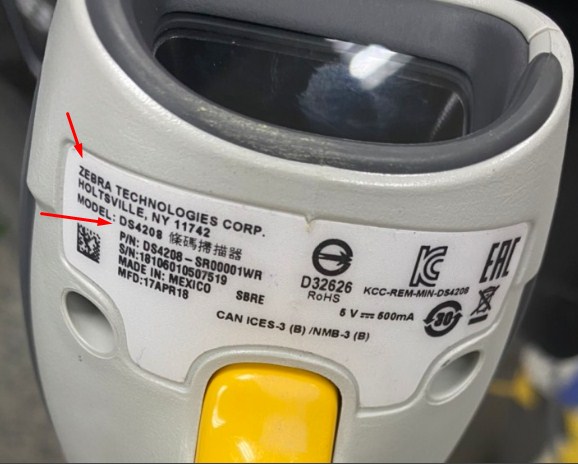 ZEBRA TECHNOLOGIES CORP.
HOLTSVILLE, NY 11742
MODEL: DS4208 條碼掃描器
P/N: DS4208-SR00001WR
S/N:18106010507519
MADE IN: MEXICO
MFD:17APR18
SBRE
D32626
RoHS
KCC-REM-MIN-DS4208
EAC
5 V ⎓ 500mA
30
CAN ICES-3 (B) /NMB-3 (B)